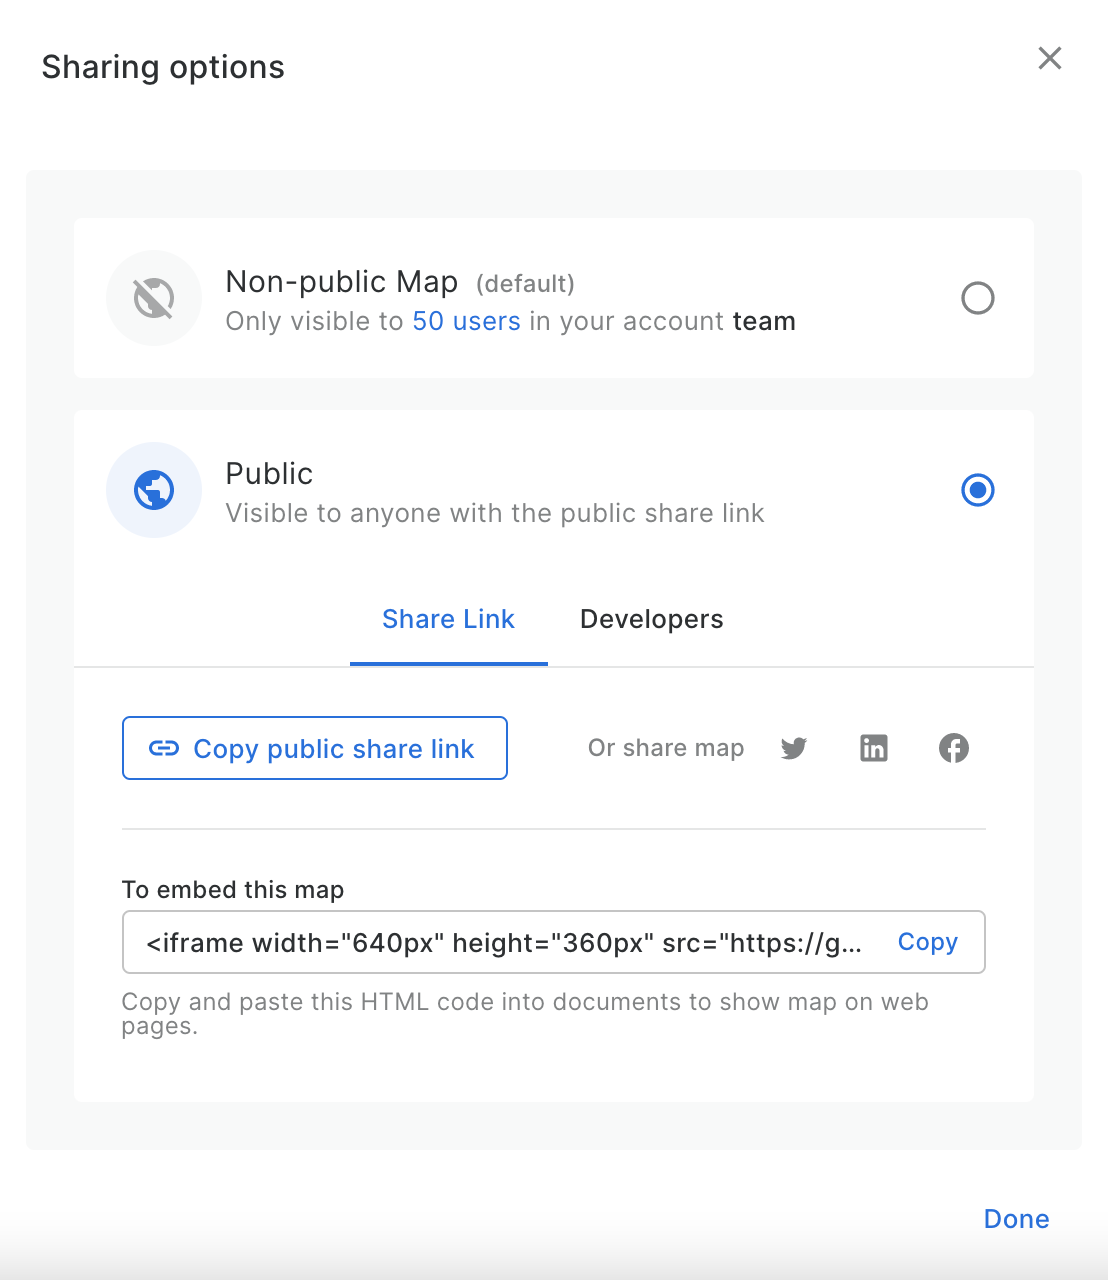 Sharing options
Non-public Map (default)
Only visible to 50 users in your account team
Public
Visible to anyone with the public share link
Share Link Developers
Copy public share link Or share map
To embed this map
<iframe width="640px" height="360px" src="https://g... Copy
Copy and paste this HTML code into documents to show map on web
pages.
Done